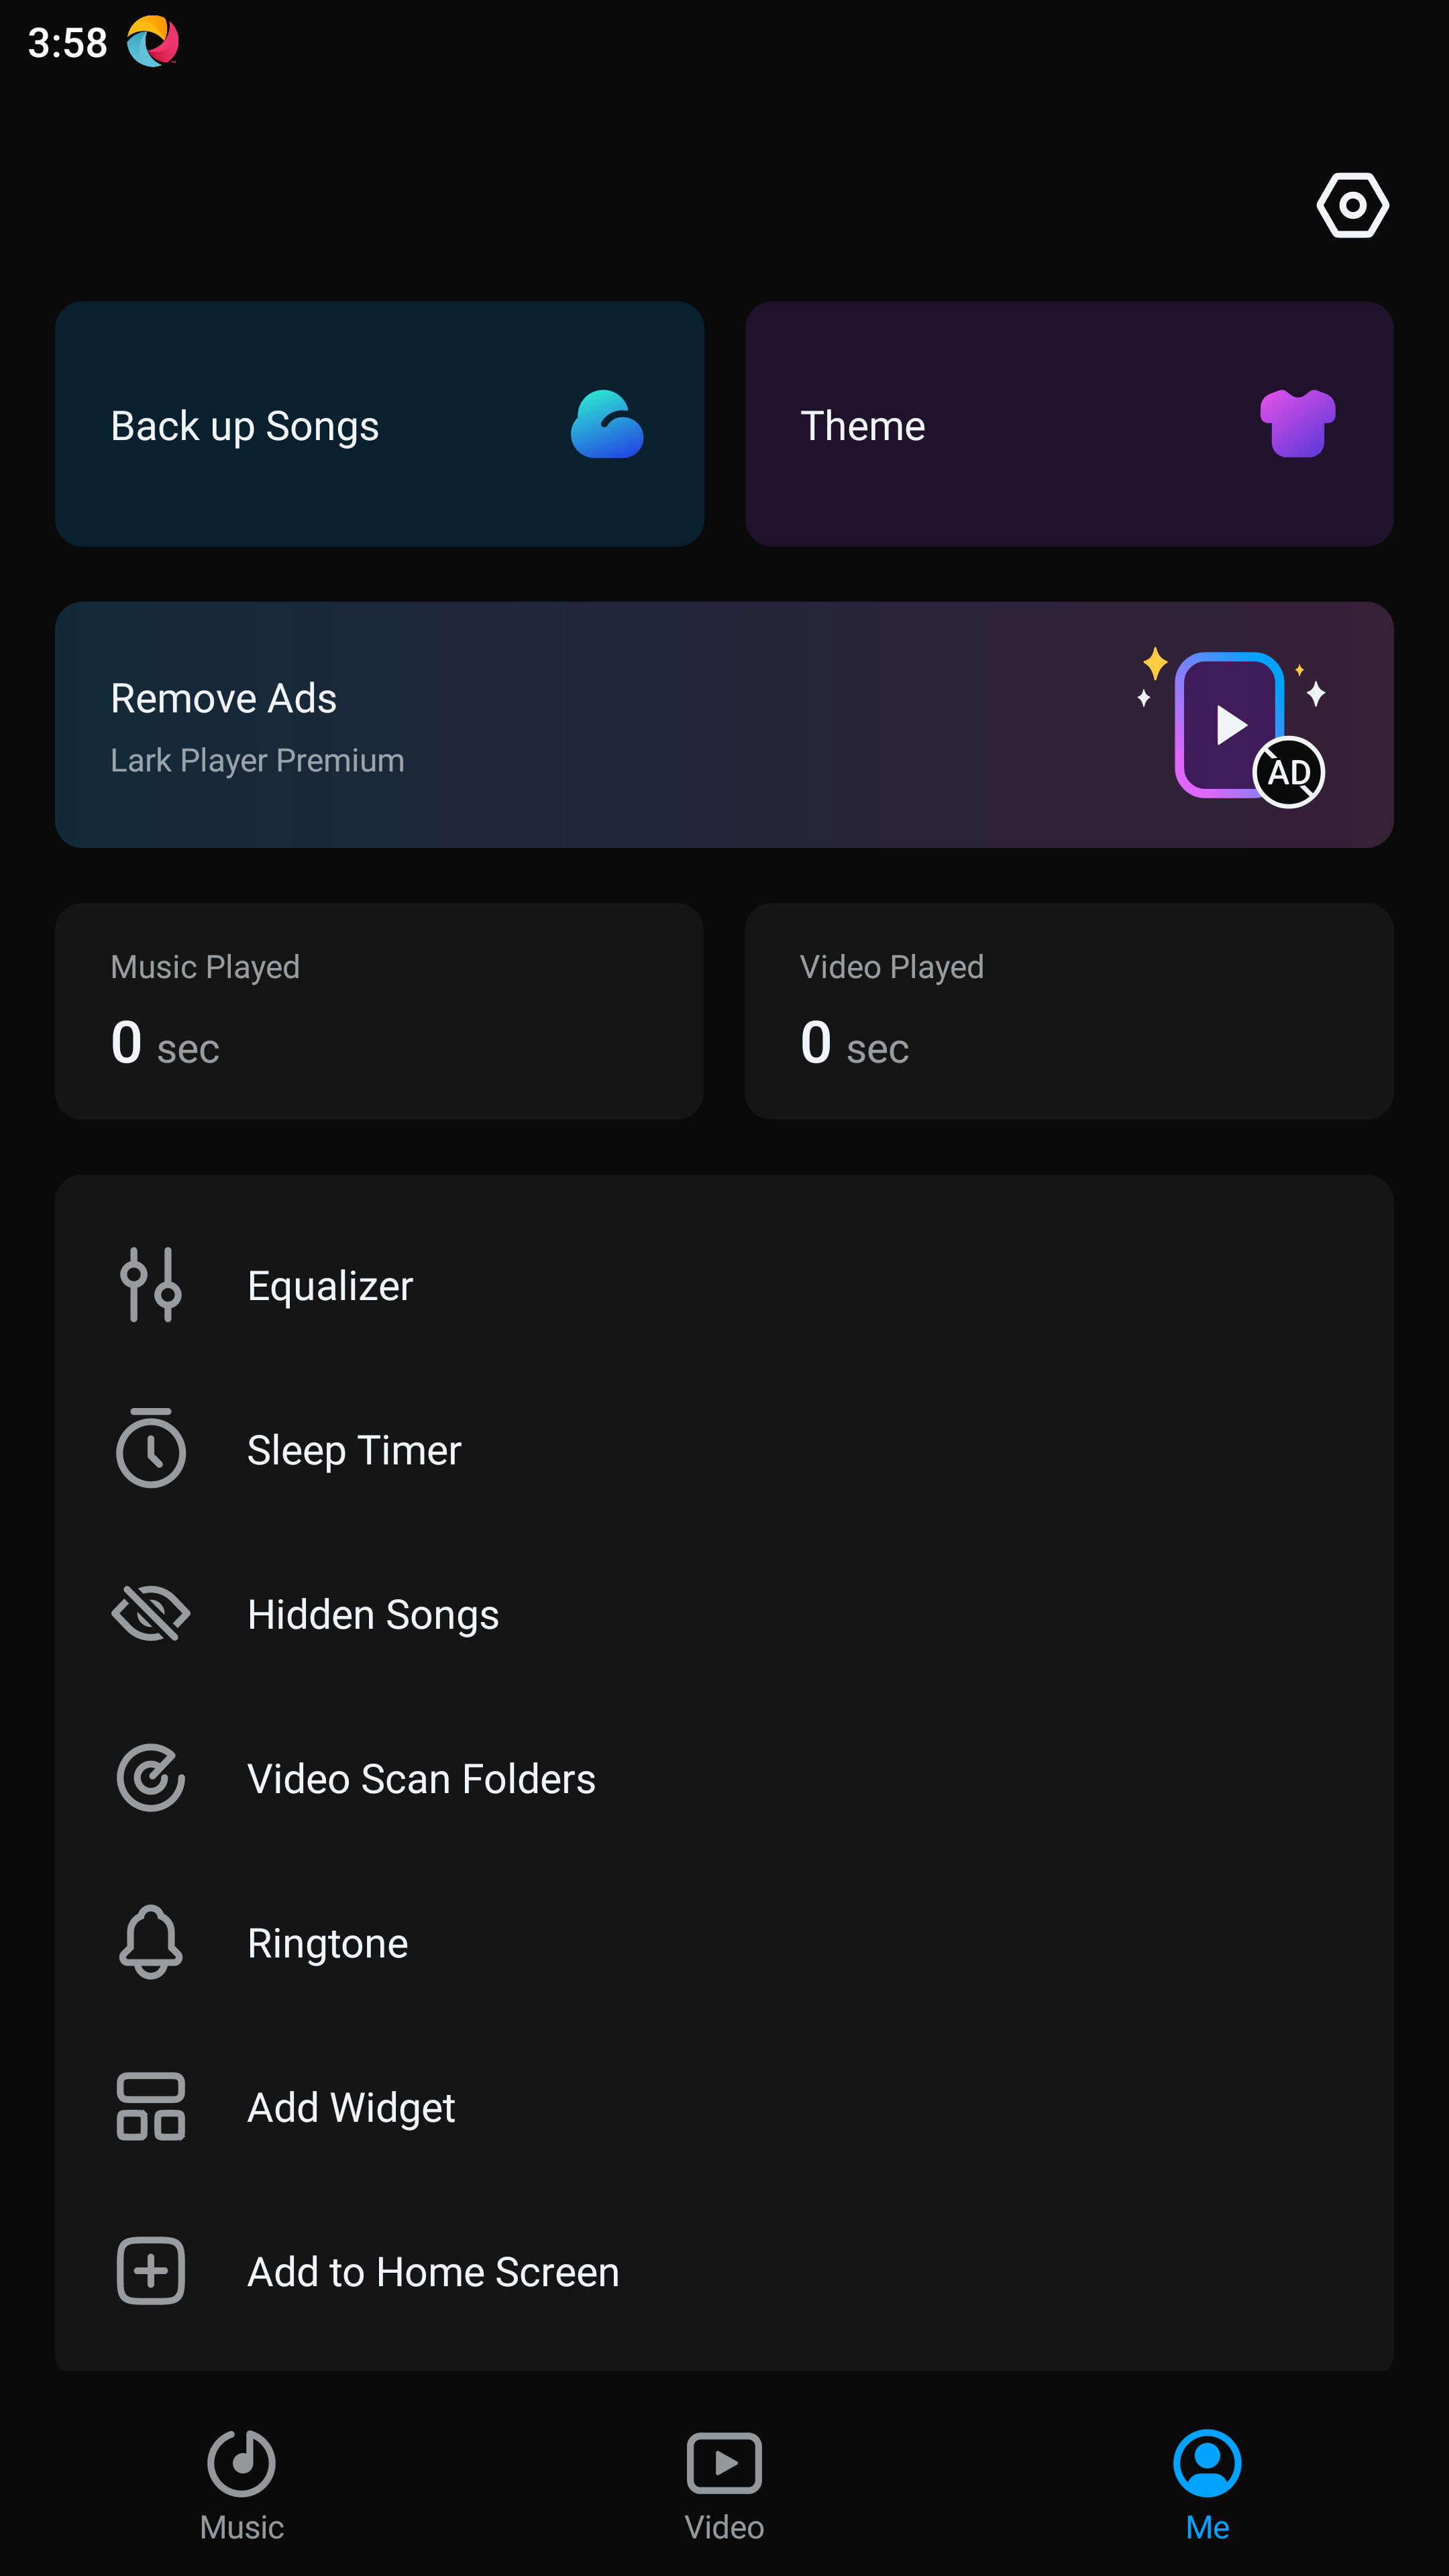 3:58
Back up Songs
Theme
Remove Ads
Lark Player Premium
AD
Music Played
0 sec
Video Played
0 sec
Equalizer
Sleep Timer
Hidden Songs
Video Scan Folders
Ringtone
Add Widget
Add to Home Screen
Music
Video
Me